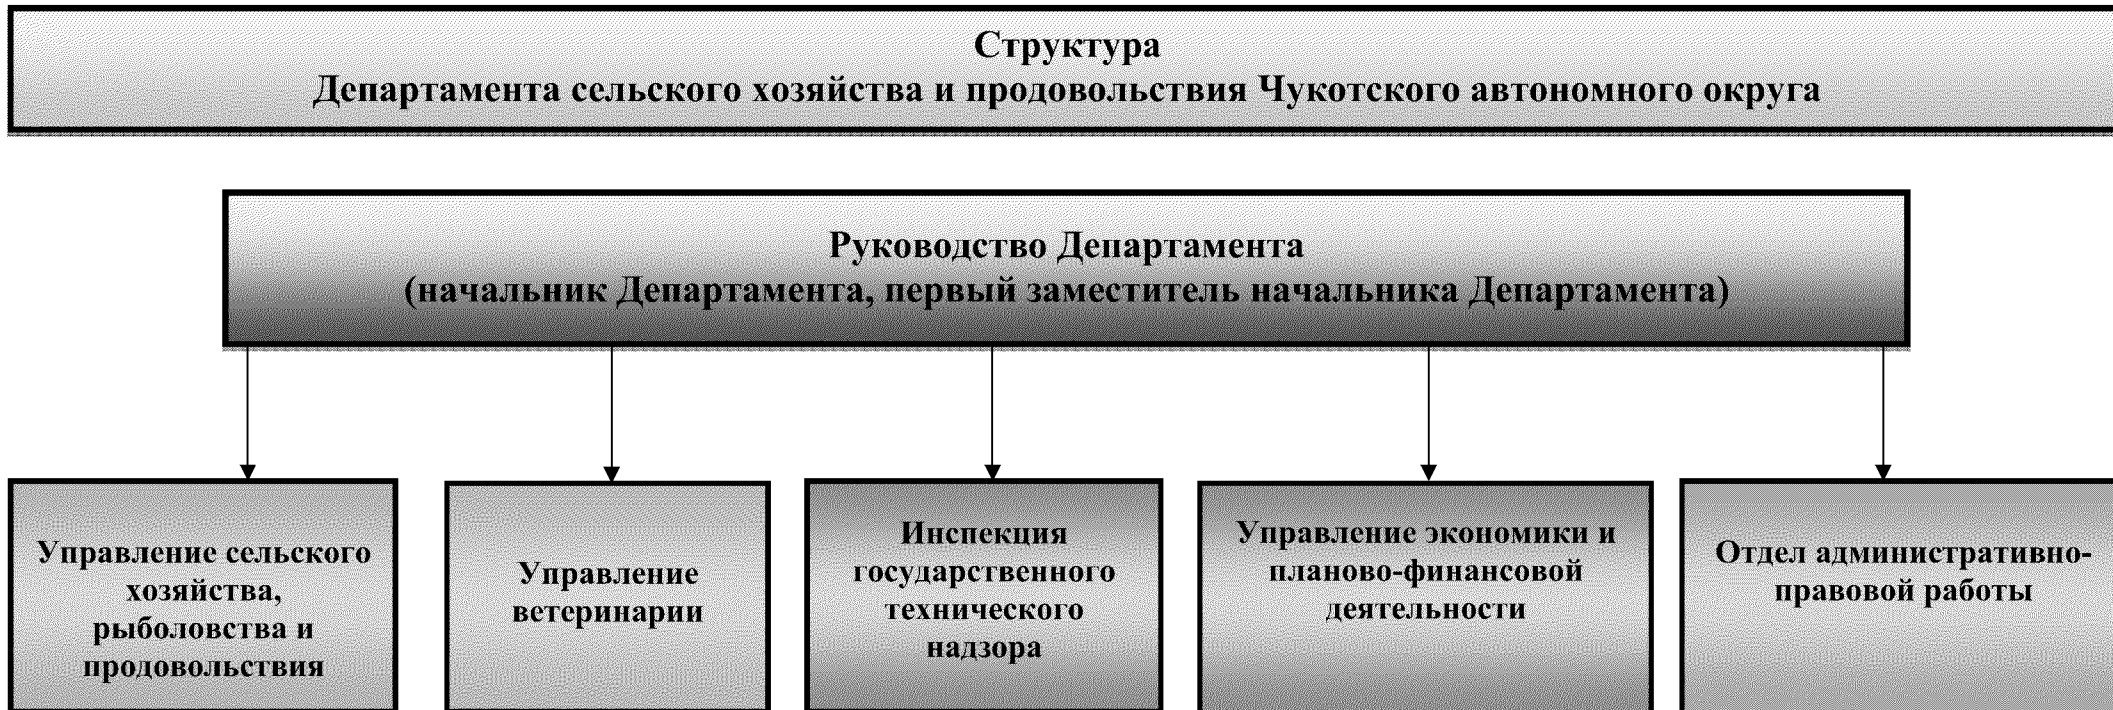 Структура
Департамента сельского хозяйства и продовольствия Чукотского автономного округа
Руководство Департамента
(начальник Департамента, первый заместитель начальника Департамента)
Управление сельского
хозяйства,
рыболовства и
продовольствия
Управление
ветеринарии
Инспекция
государственного
технического
надзора
Управление экономики и
планово-финансовой
деятельности
Отдел административно-
правовой работы